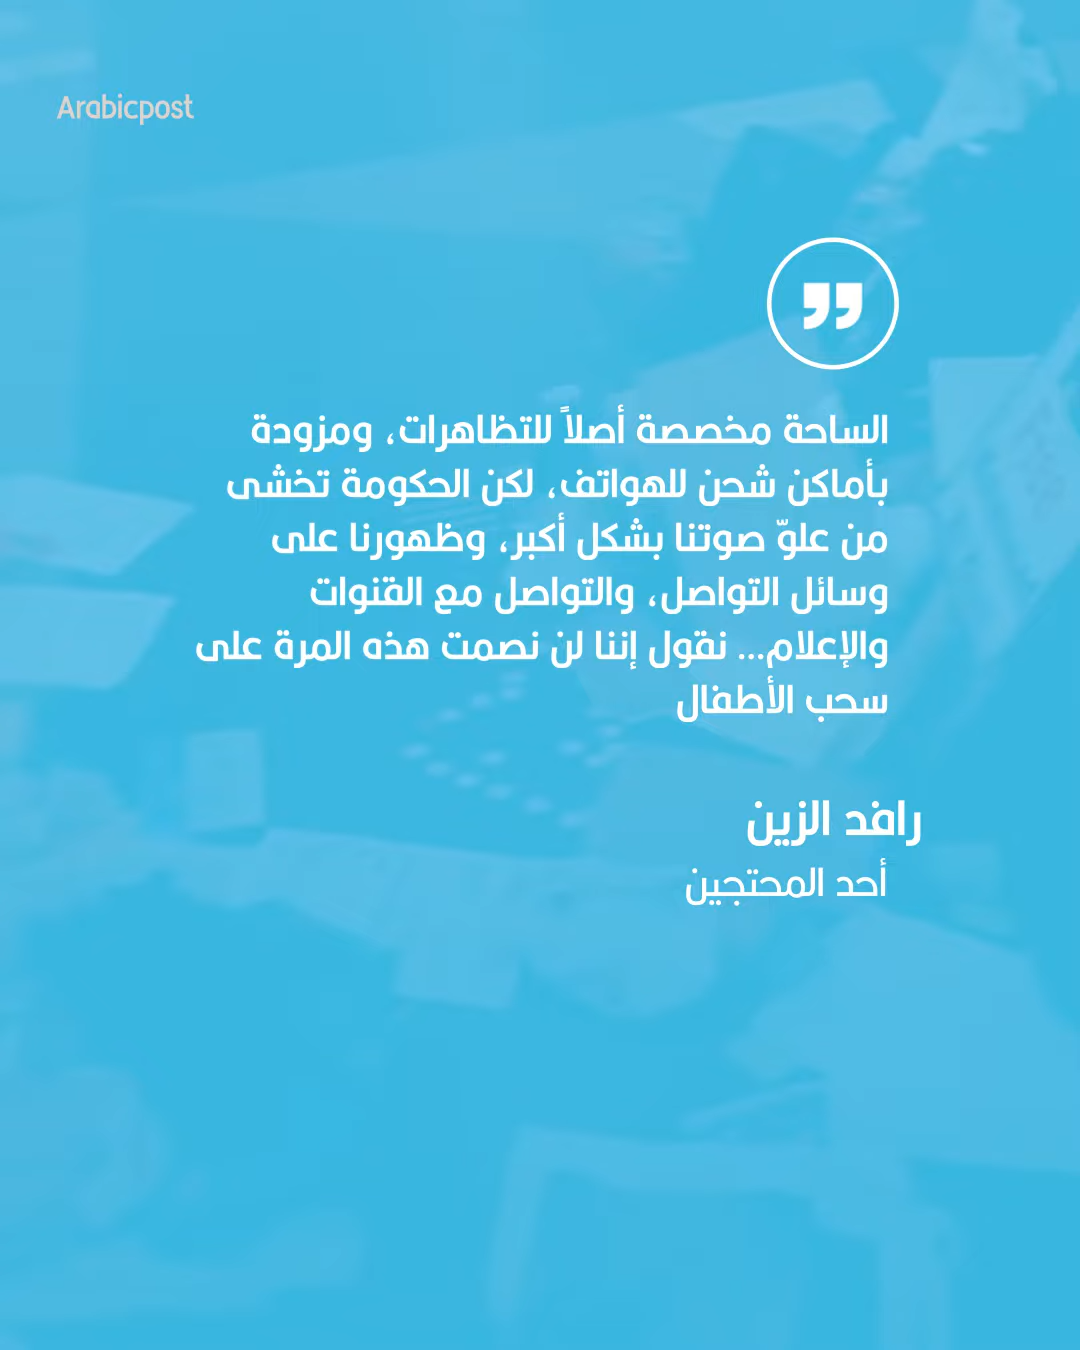 Arabicpost
الساحة مخصصة أصلاً للتظاهرات، ومزودة
بأماكن شحن للهواتف، لكن الحكومة تخشى
من علوّ صوتنا بشكل أكبر، وظهورنا على
وسائل التواصل، والتواصل مع القنوات
والإعلام... نقول إننا لن نصمت هذه المرة على
سحب الأطفال
رافد الزين
أحد المحتجين